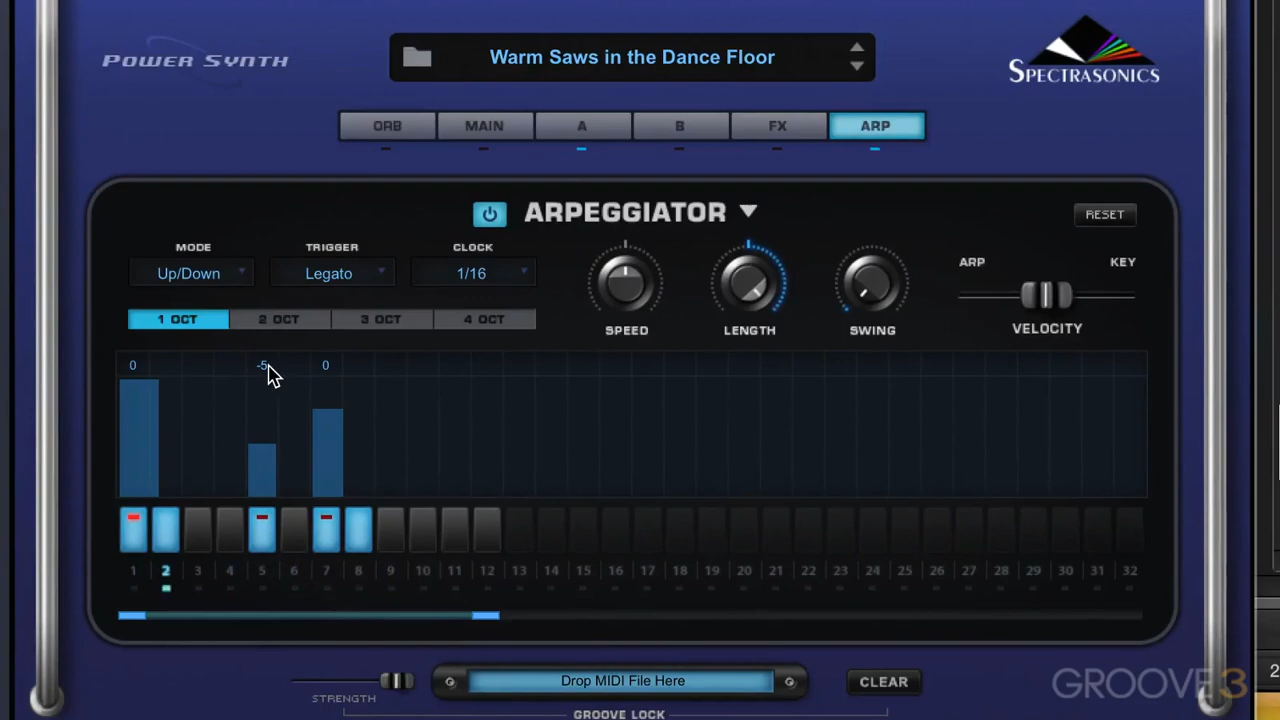 POWER SYNTH
Warm Saws in the Dance Floor
SPECTRASONICS
ORB MAIN A B FX ARP
ARPEGGIATOR
RESET
MODE TRIGGER CLOCK
ARP KEY
Up/Down Legato 1/16
1 OCT 2 OCT 3 OCT 4 OCT
SPEED LENGTH SWING VELOCITY
0 -5 0
1 2 3 4 5 6 7 8 9 10 11 12 13 14 15 16 17 18 19 20 21 22 23 24 25 26 27 28 29 30 31 32
Drop MIDI File Here
CLEAR
STRENGTH
GROOVE LOCK
GROOVE3
2